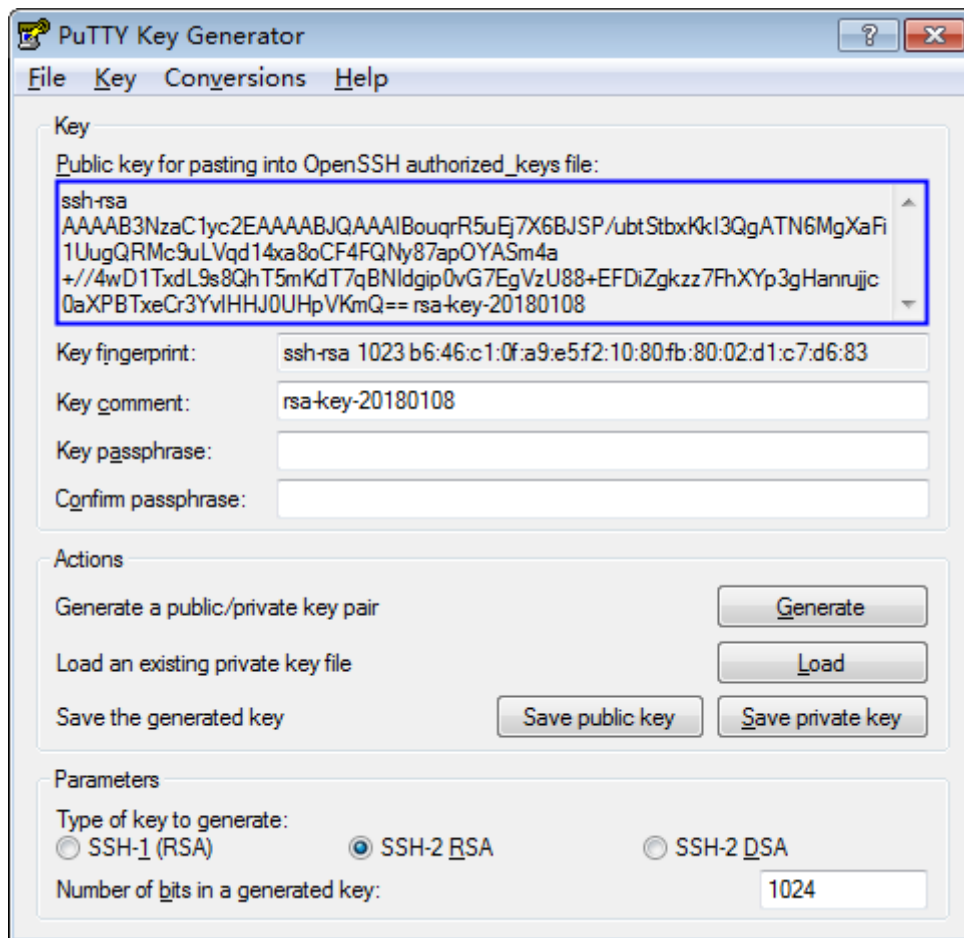 PuTTY Key Generator
File Key Conversions Help
Key
Public key for pasting into OpenSSH authorized_keys file:
ssh-rsa
AAAAB3NzaC1yc2EAAAABJQAAAIBouqrR5uEj7X6BJSP/ubtStbxKkI3QgATN6MgXaFi
1UugQRMc9uLVqd14xa8oCF4FQNy87apOYASm4a
+//4wD1TxdL9s8QhT5mKdT7qBNIdgip0vG7EgVzU88+EFDiZgkzz7FhXYp3gHanrujjc
0aXPBTxeCr3YvlHHJ0UHpVKmQ== rsa-key-20180108
Key fingerprint: ssh-rsa 1023 b6:46:c1:0f:a9:e5:f2:10:80:fb:80:02:d1:c7:d6:83
Key comment: rsa-key-20180108
Key passphrase:
Confirm passphrase:
Actions
Generate a public/private key pair Generate
Load an existing private key file Load
Save the generated key Save public key Save private key
Parameters
Type of key to generate:
SSH-1 (RSA) SSH-2 RSA SSH-2 DSA
Number of bits in a generated key: 1024